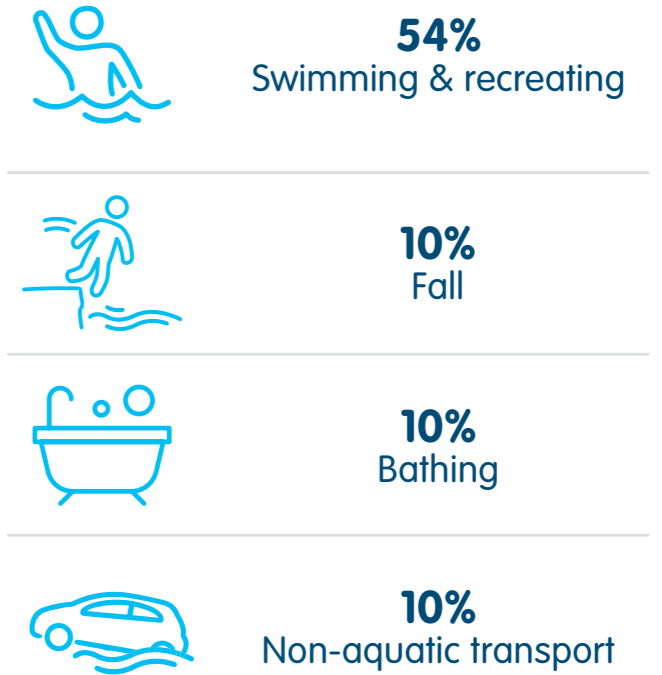 54%
Swimming & recreating
10%
Fall
10%
Bathing
10%
Non-aquatic transport